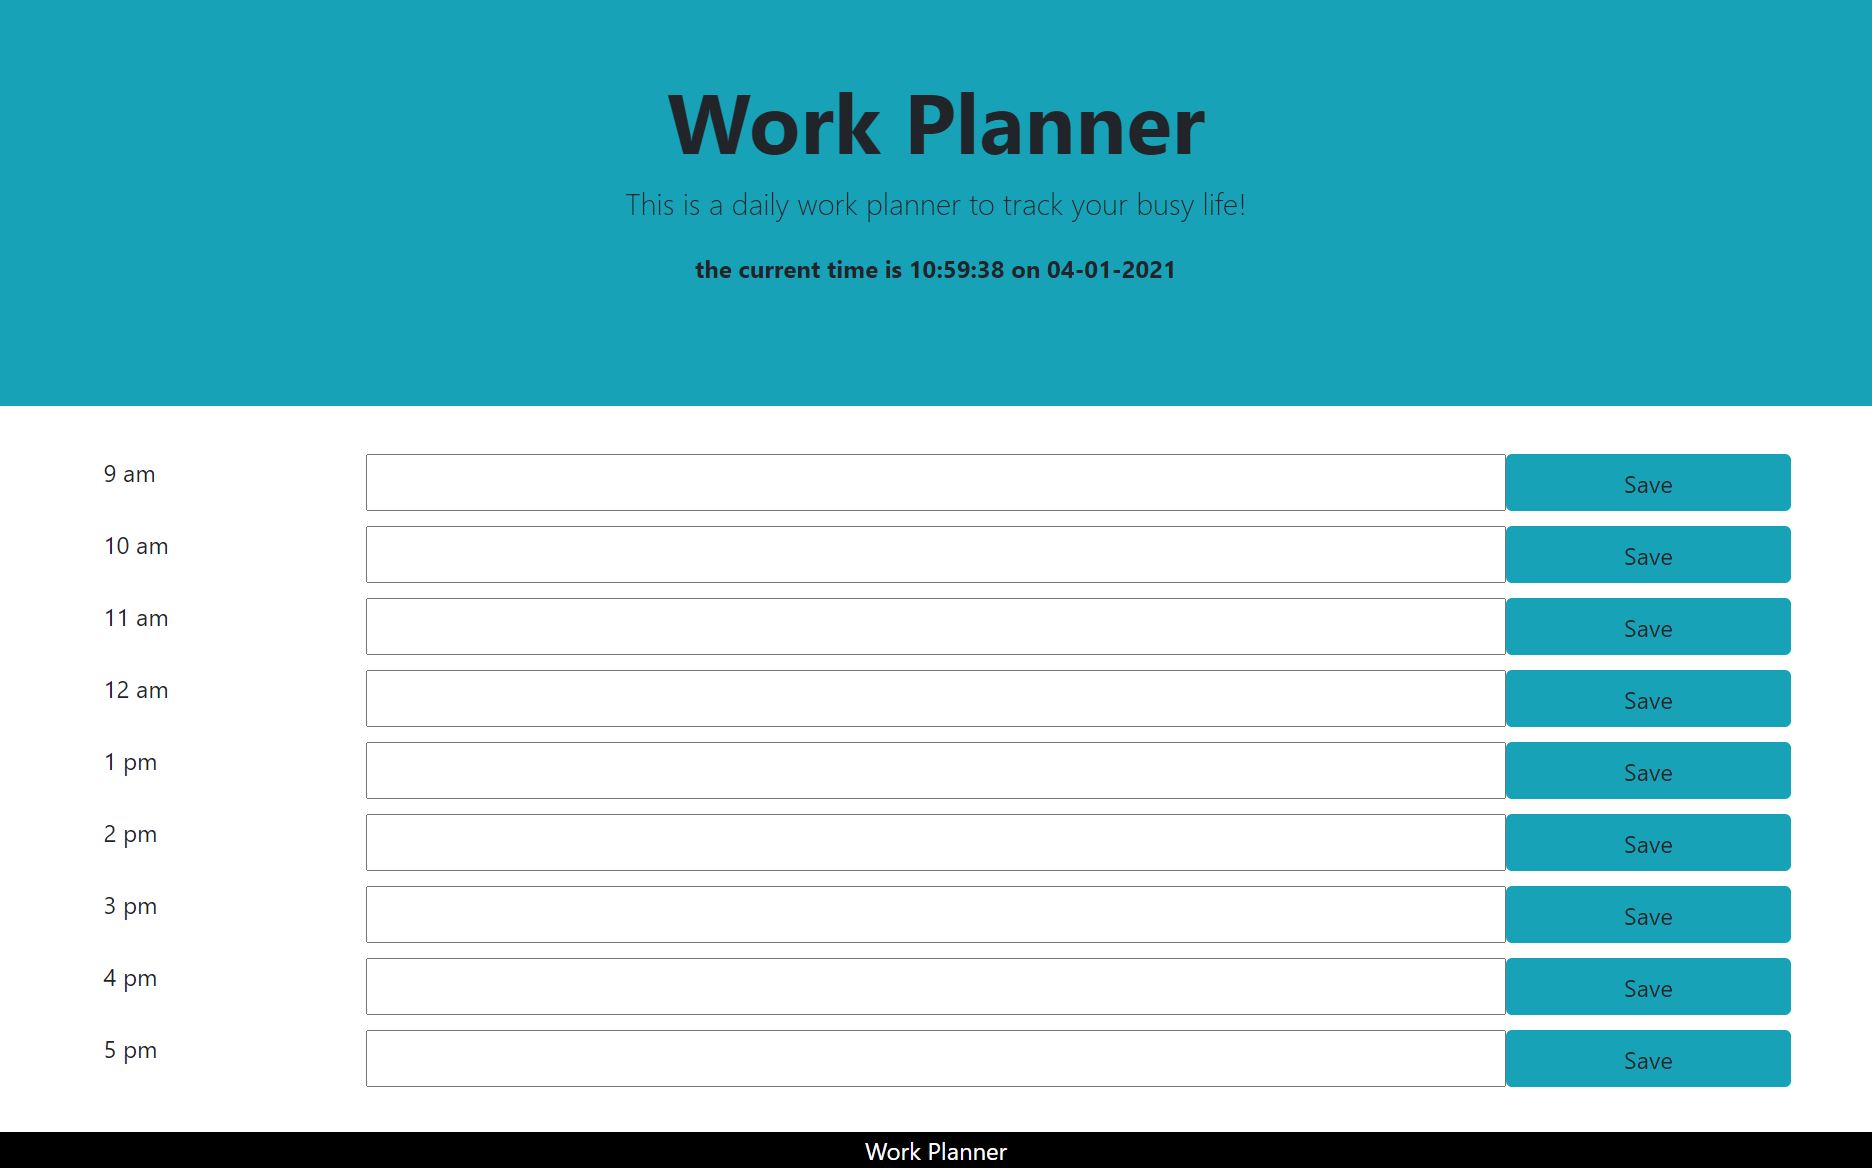 Work Planner
This is a daily work planner to track your busy life!
the current time is 10:59:38 on 04-01-2021
9 am Save
10 am Save
11 am Save
12 am Save
1 pm Save
2 pm Save
3 pm Save
4 pm Save
5 pm Save
Work Planner